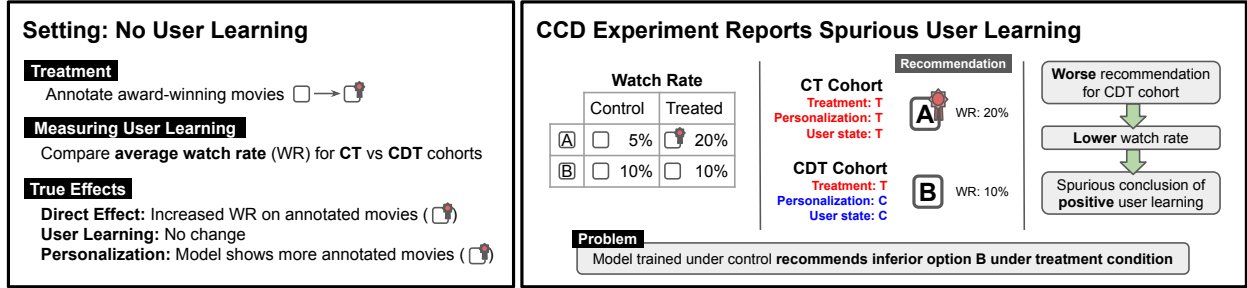 Setting: No User Learning
Treatment
Annotate award-winning movies
Measuring User Learning
Compare average watch rate (WR) for CT vs CDT cohorts
True Effects
Direct Effect: Increased WR on annotated movies ( )
User Learning: No change
Personalization: Model shows more annotated movies ( )
CCD Experiment Reports Spurious User Learning
Watch Rate
Control Treated
A 5% 20%
B 10% 10%
Recommendation
CT Cohort
Treatment: T
Personalization: T
User state: T
A WR: 20%
CDT Cohort
Treatment: T
Personalization: C
User state: C
B WR: 10%
Worse recommendation
for CDT cohort
Lower watch rate
Spurious conclusion of
positive user learning
Problem
Model trained under control recommends inferior option B under treatment condition